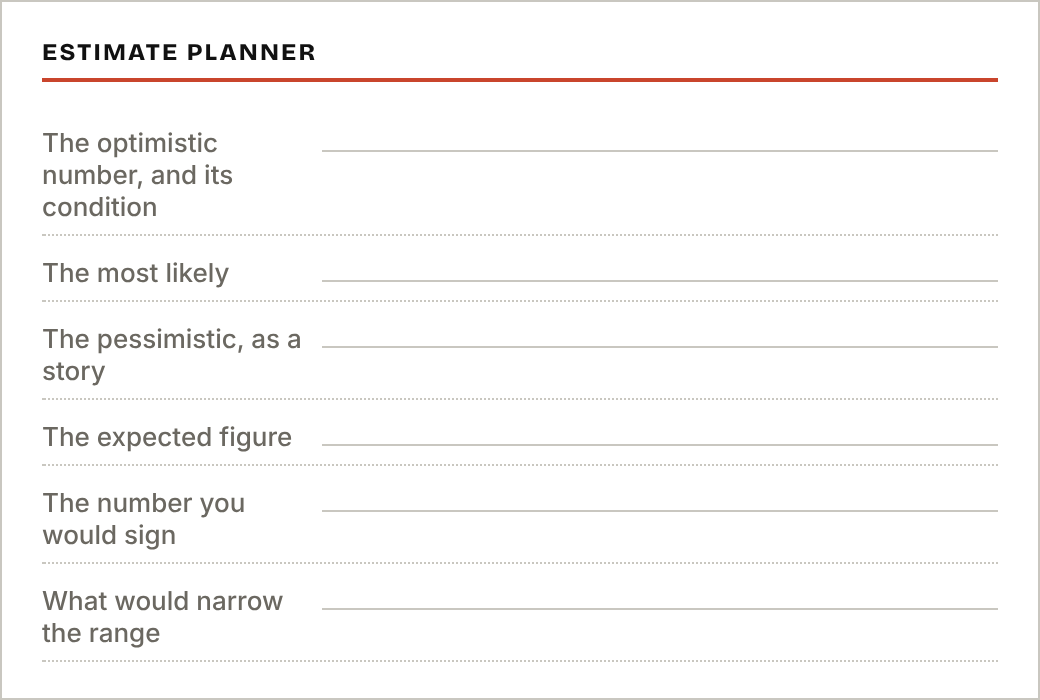 ESTIMATE PLANNER
The optimistic
number, and its
condition
The most likely
The pessimistic, as a
story
The expected figure
The number you
would sign
What would narrow
the range